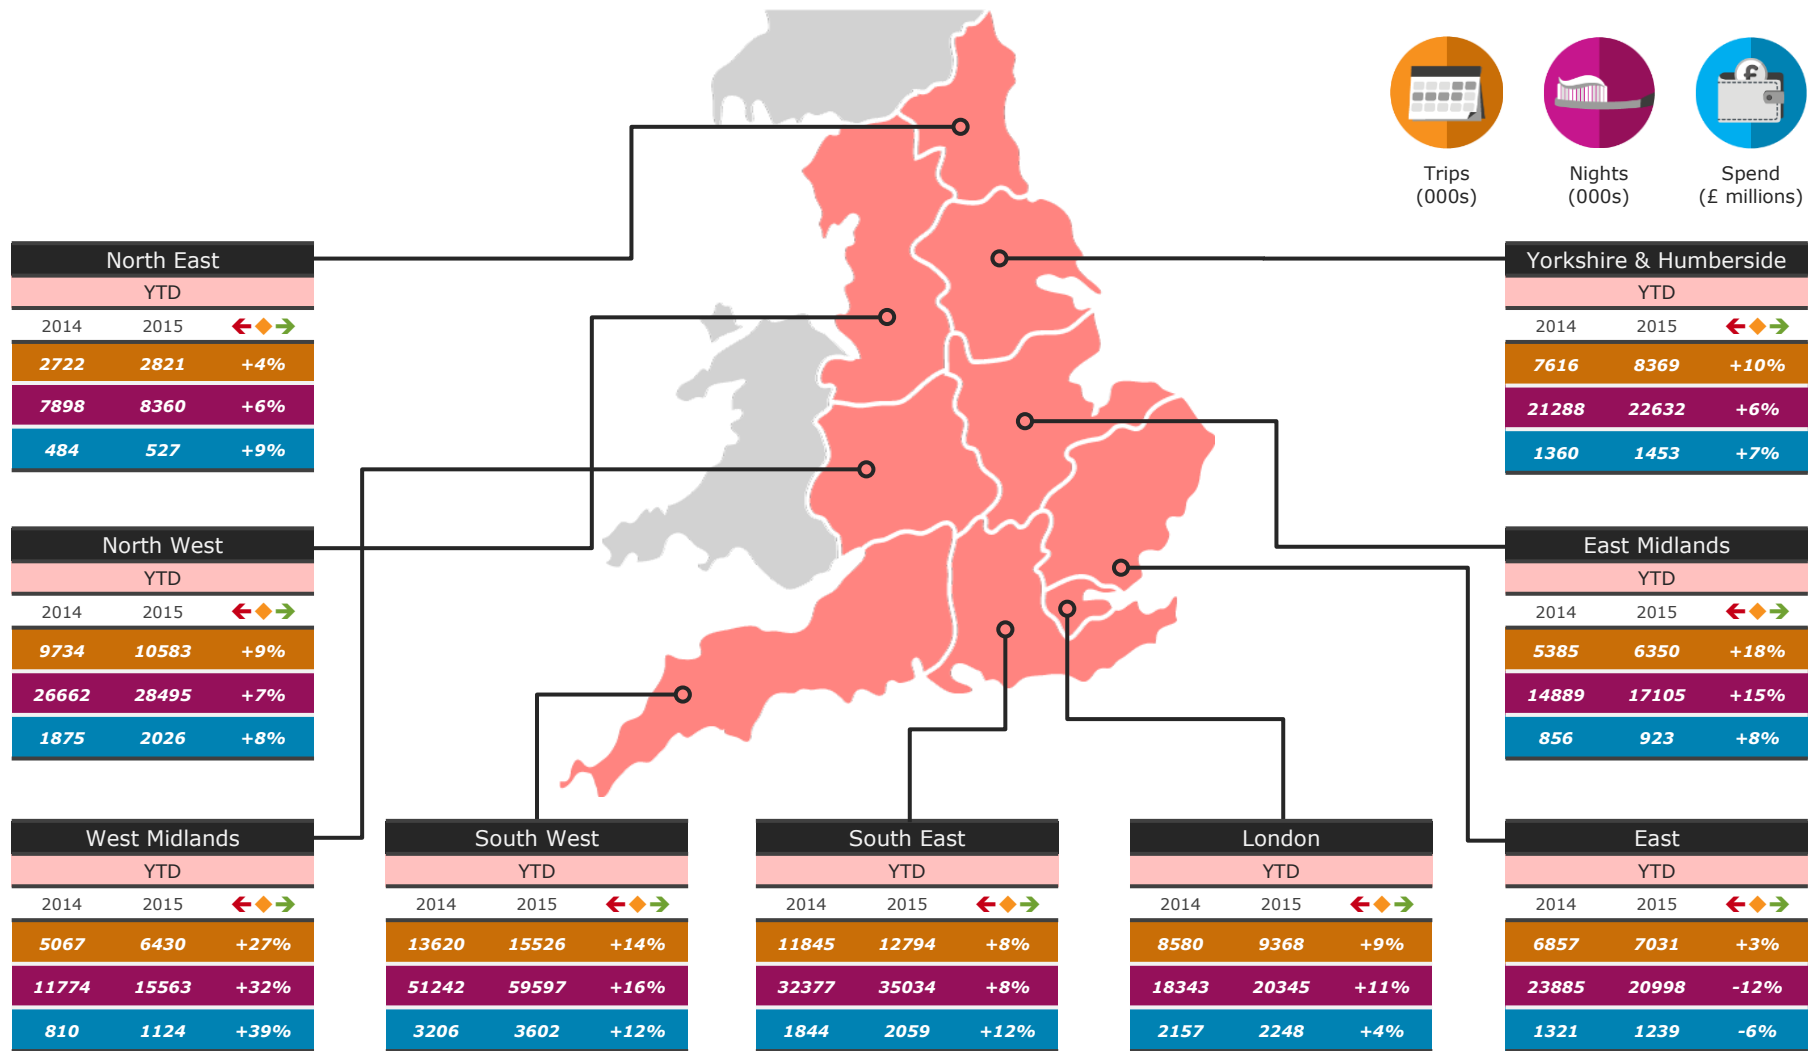 £
Trips
(000s)
Nights
(000s)
Spend
(£ millions)
North East
YTD
2014 2015
2722 2821 +4%
7898 8360 +6%
484 527 +9%
Yorkshire & Humberside
YTD
2014 2015
7616 8369 +10%
21288 22632 +6%
1360 1453 +7%
North West
YTD
2014 2015
9734 10583 +9%
26662 28495 +7%
1875 2026 +8%
East Midlands
YTD
2014 2015
5385 6350 +18%
14889 17105 +15%
856 923 +8%
West Midlands
YTD
2014 2015
5067 6430 +27%
11774 15563 +32%
810 1124 +39%
South West
YTD
2014 2015
13620 15526 +14%
51242 59597 +16%
3206 3602 +12%
South East
YTD
2014 2015
11845 12794 +8%
32377 35034 +8%
1844 2059 +12%
London
YTD
2014 2015
8580 9368 +9%
18343 20345 +11%
2157 2248 +4%
East
YTD
2014 2015
6857 7031 +3%
23885 20998 -12%
1321 1239 -6%